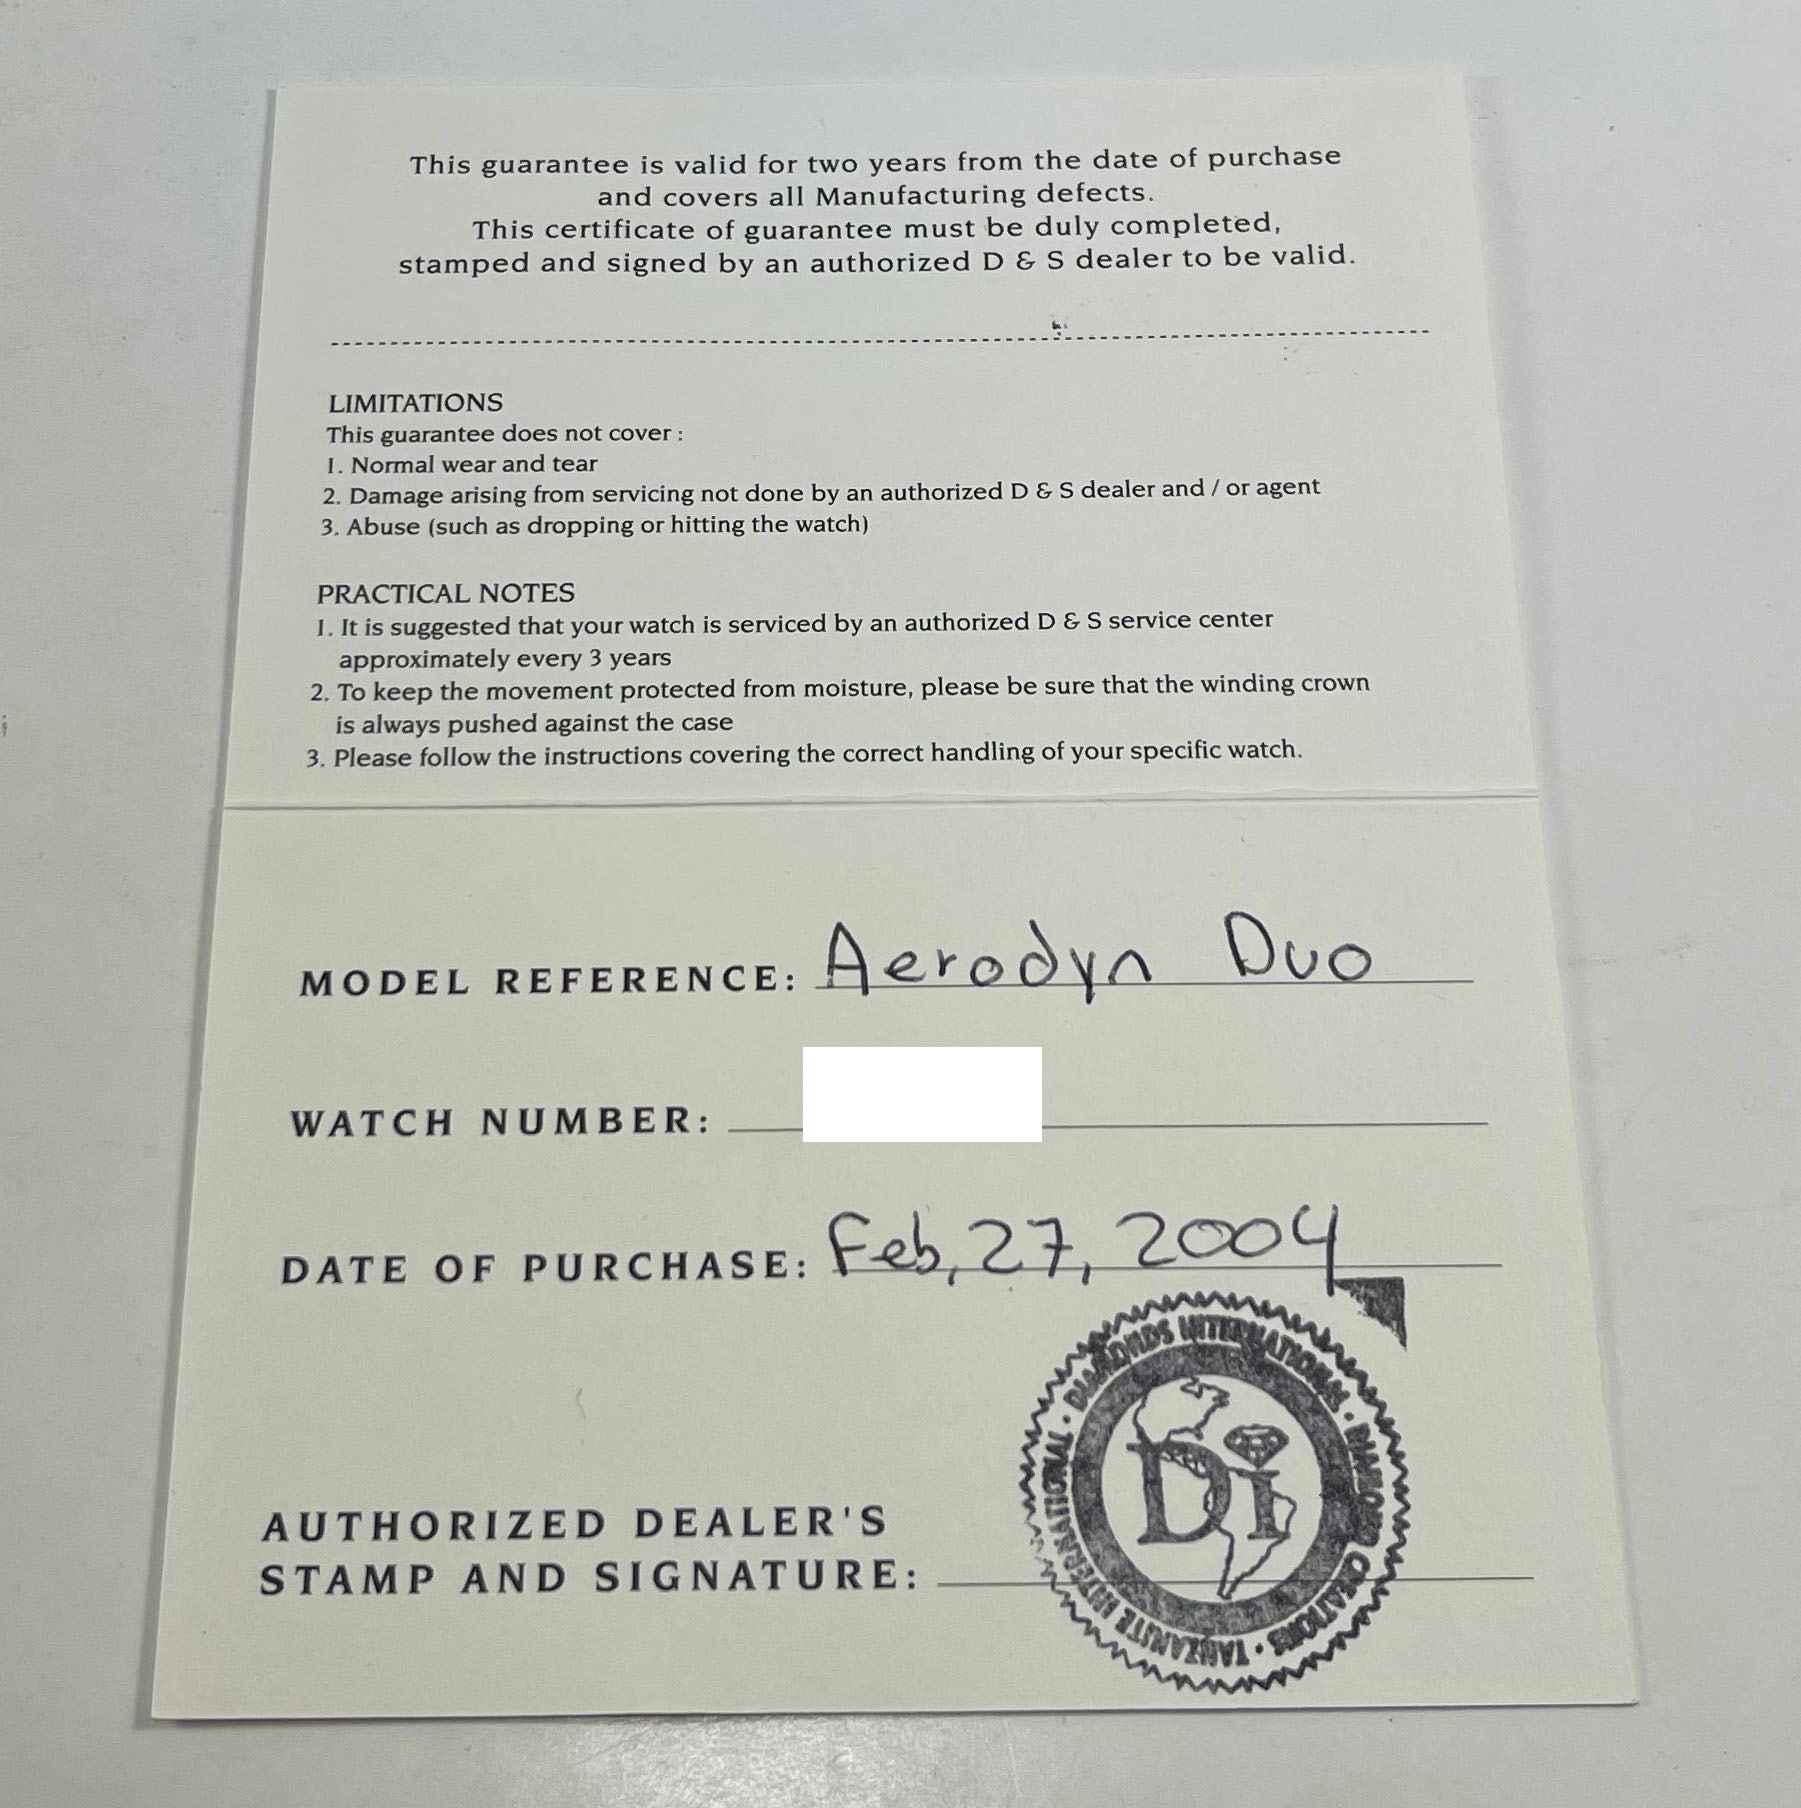 This guarantee is valid for two years from the date of purchase
and covers all Manufacturing defects.
This certificate of guarantee must be duly completed,
stamped and signed by an authorized D & S dealer to be valid.
LIMITATIONS
This guarantee does not cover :
1. Normal wear and tear
2. Damage arising from servicing not done by an authorized D & S dealer and / or agent
3. Abuse (such as dropping or hitting the watch)
PRACTICAL NOTES
1. It is suggested that your watch is serviced by an authorized D & S service center
approximately every 3 years
2. To keep the movement protected from moisture, please be sure that the winding crown
is always pushed against the case
3. Please follow the instructions covering the correct handling of your specific watch.
MODEL REFERENCE: Aerodyn Duo
WATCH NUMBER:
DATE OF PURCHASE: Feb, 27, 2004
DIAMONDS INTERNATIONAL · DIAMOND CREATIONS · TANZANITE INTERNATIONAL ·
Di
AUTHORIZED DEALER'S
STAMP AND SIGNATURE: